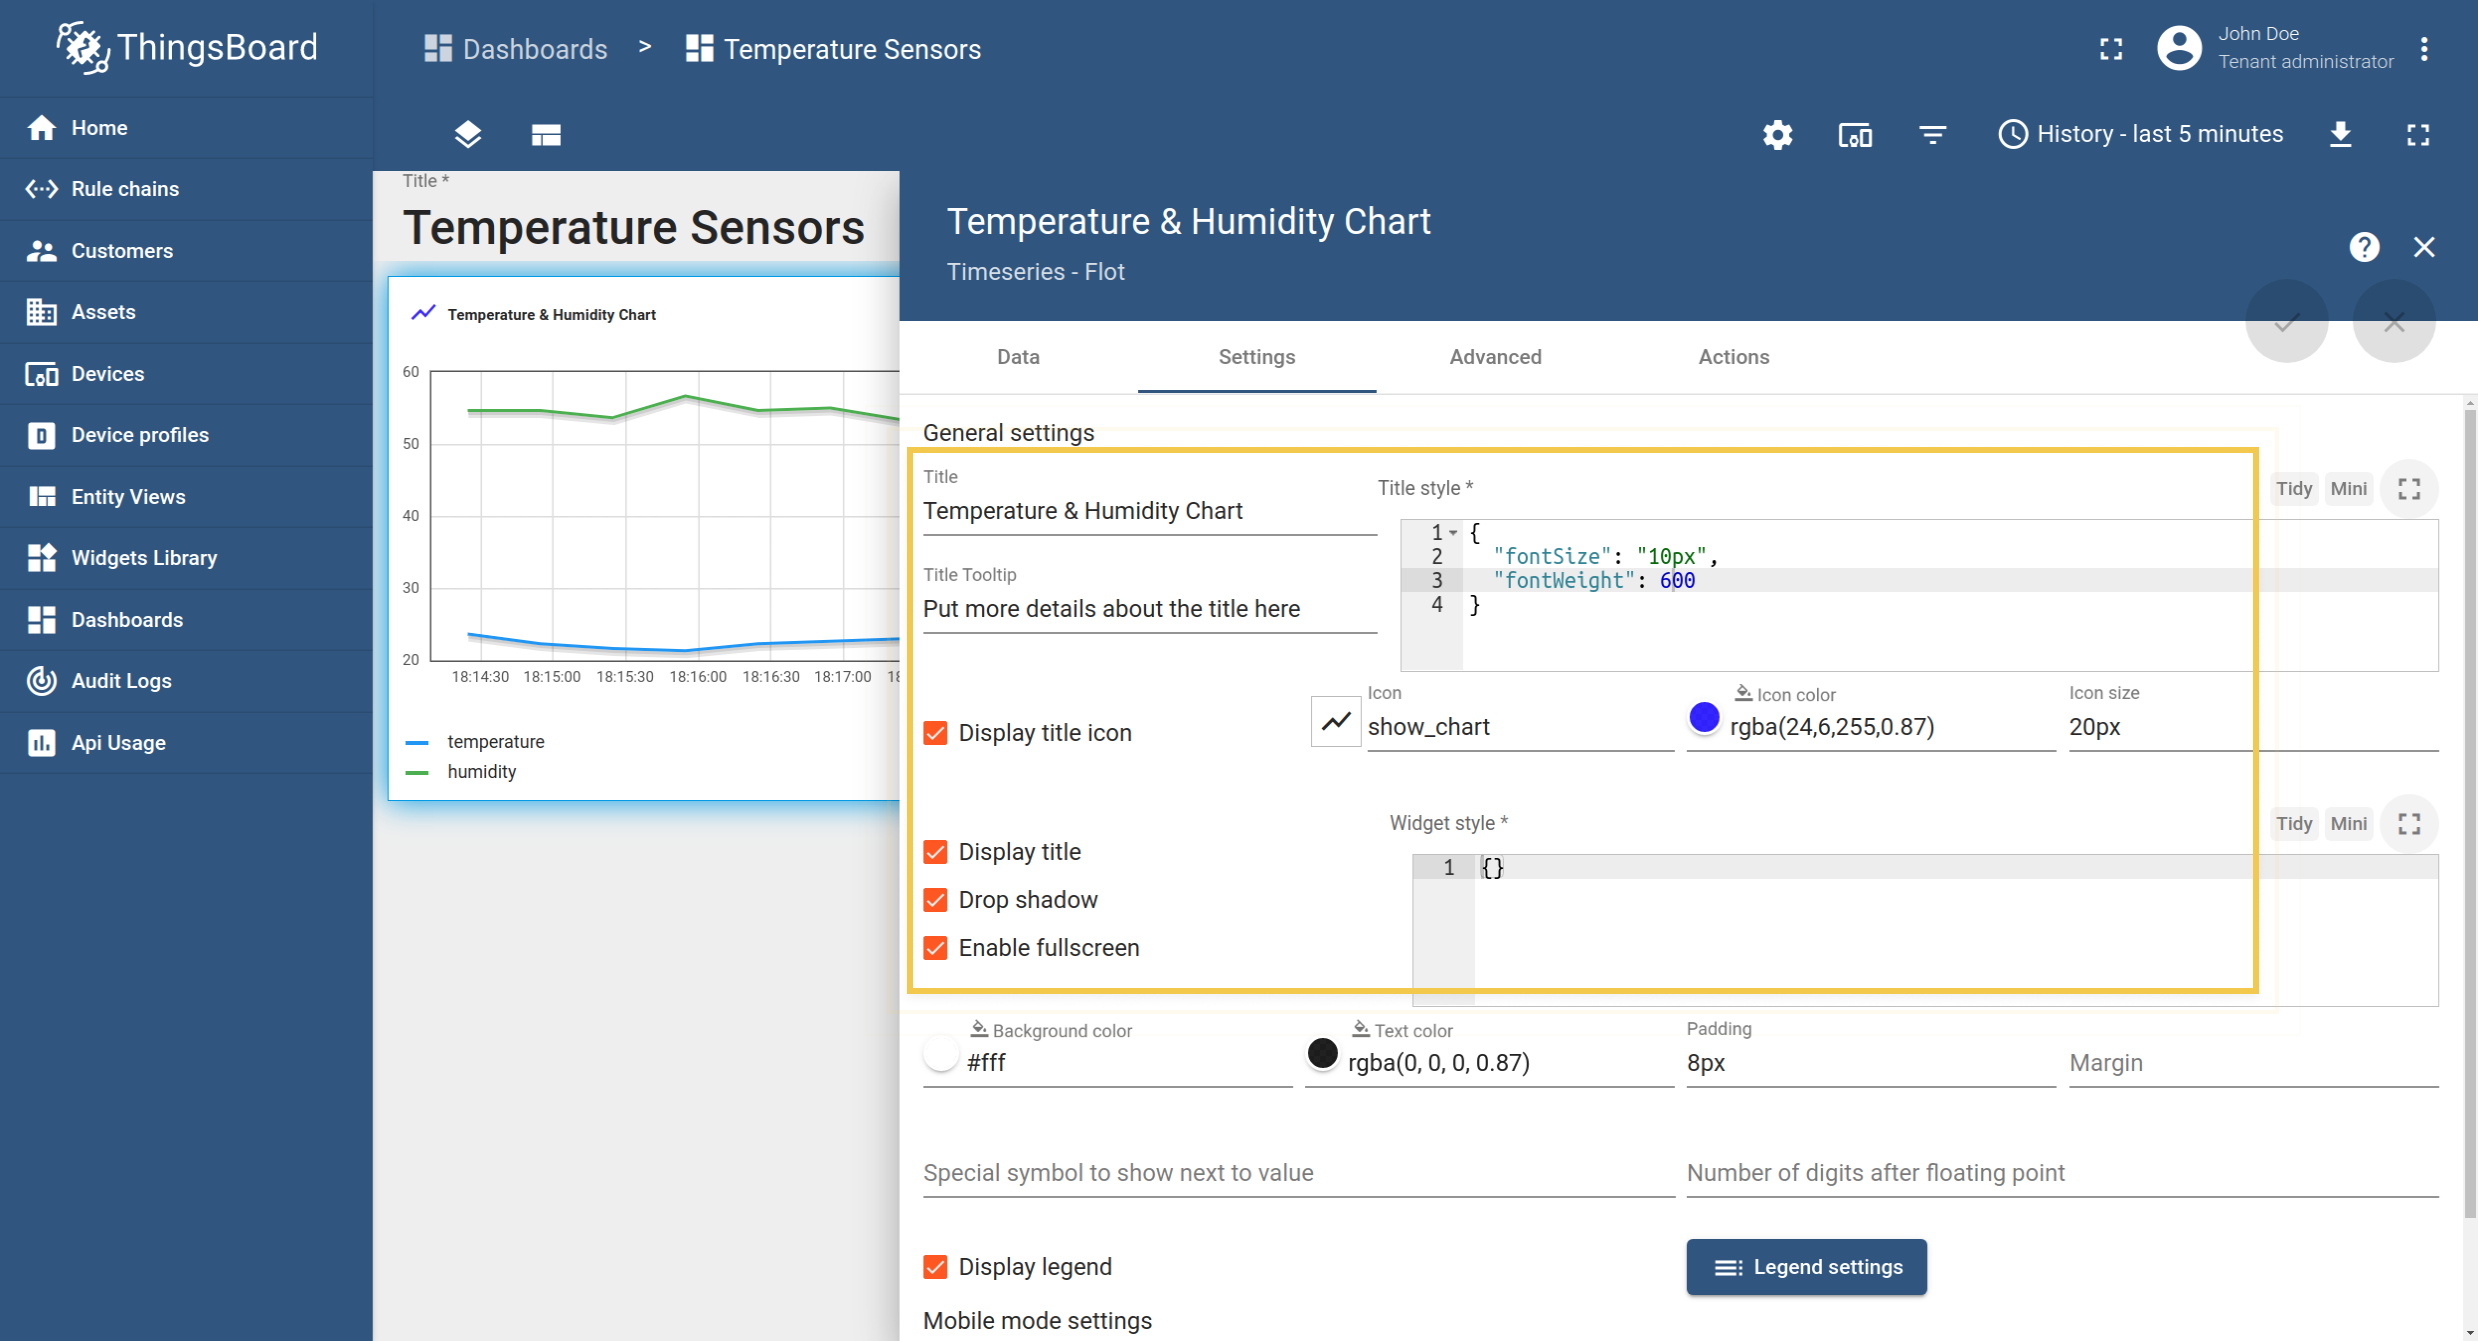 ThingsBoard
Dashboards > Temperature Sensors
John Doe
Tenant administrator
Home
Rule chains
Customers
Assets
Devices
Device profiles
Entity Views
Widgets Library
Dashboards
Audit Logs
Api Usage
History - last 5 minutes
Title *
Temperature Sensors
Temperature & Humidity Chart
60
50
40
30
20
18:14:30 18:15:00 18:15:30 18:16:00 18:16:30 18:17:00 18
temperature
humidity
Temperature & Humidity Chart
Timeseries - Flot
Data Settings Advanced Actions
General settings
Title
Temperature & Humidity Chart
Title Tooltip
Put more details about the title here
Title style *
Tidy Mini
1 {
2 "fontSize": "10px",
3 "fontWeight": 600
4 }
Display title icon
Icon
show_chart
Icon color
rgba(24,6,255,0.87)
Icon size
20px
Display title
Drop shadow
Enable fullscreen
Widget style *
Tidy Mini
1 {}
Background color
#fff
Text color
rgba(0, 0, 0, 0.87)
Padding
8px
Margin
Special symbol to show next to value
Number of digits after floating point
Display legend
Legend settings
Mobile mode settings